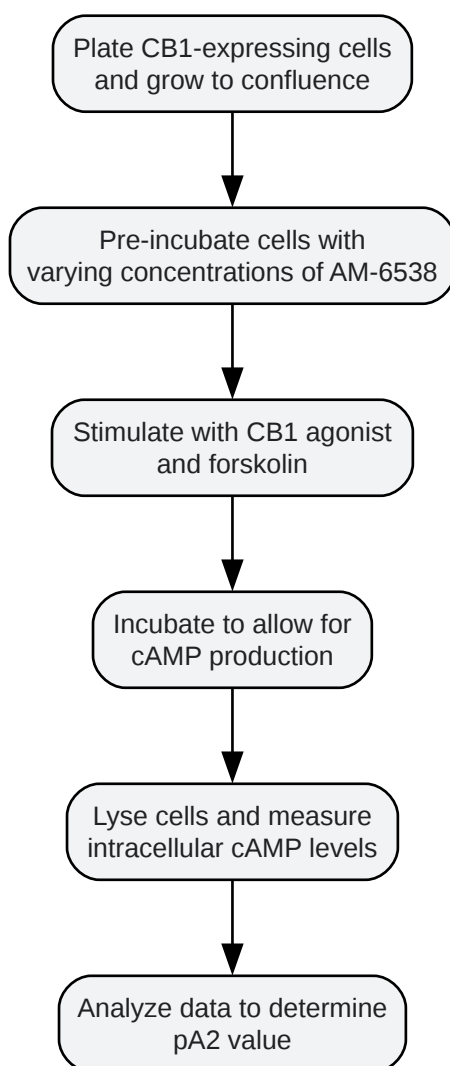 Plate CB1-expressing cells
and grow to confluence
Pre-incubate cells with
varying concentrations of AM-6538
Stimulate with CB1 agonist
and forskolin
Incubate to allow for
cAMP production
Lyse cells and measure
intracellular cAMP levels
Analyze data to determine
pA2 value